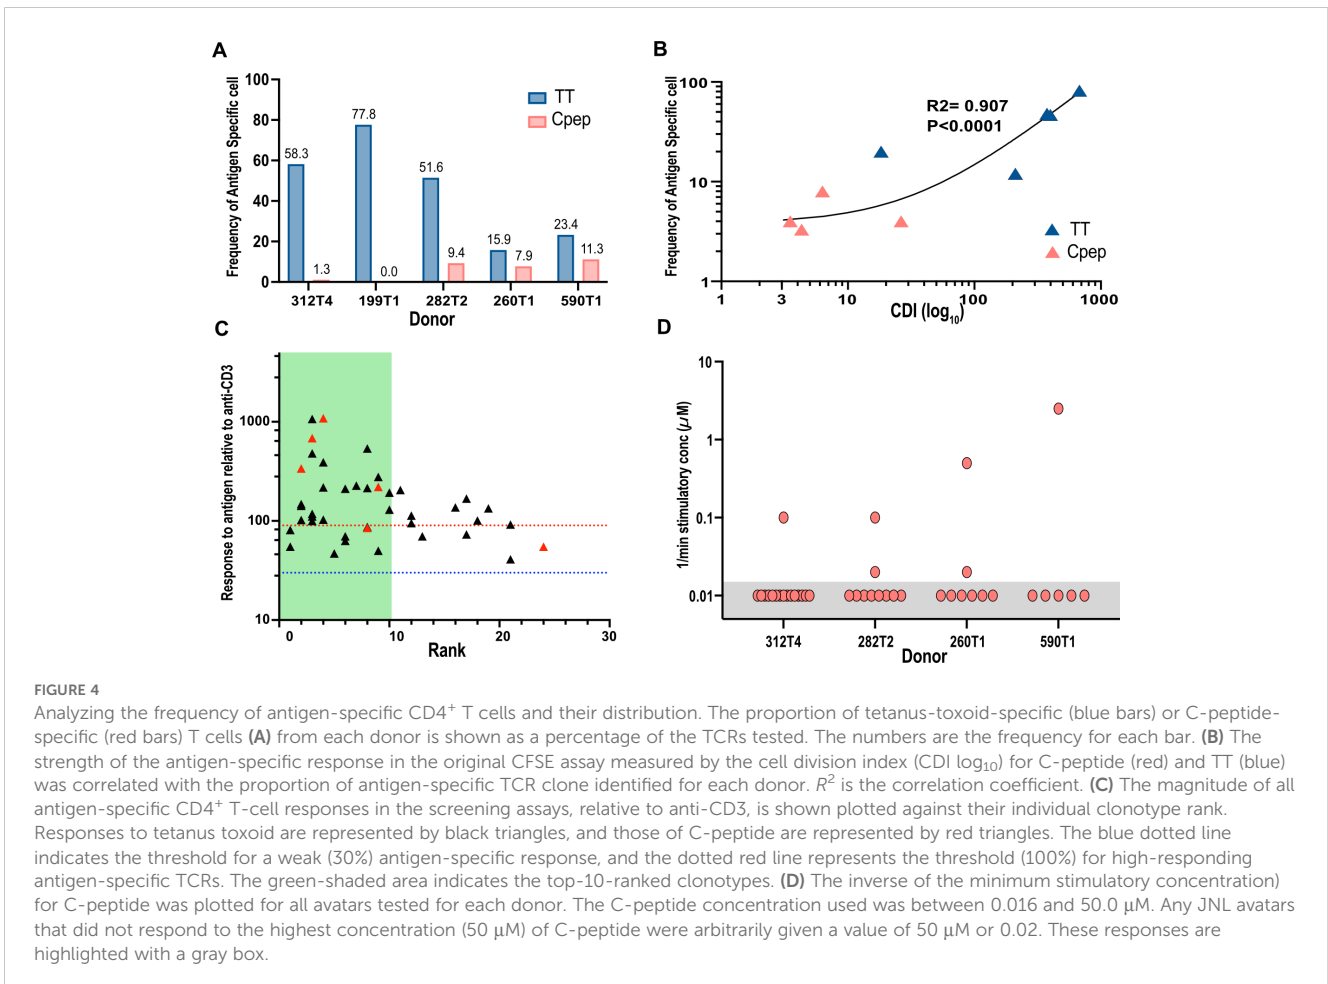 A
B
Frequency of Antigen Specific cell
100
80
60
40
20
0
58.3
1.3
77.8
0.0
51.6
9.4
15.9
7.9
23.4
11.3
TT
Cpep
312T4
199T1
282T2
260T1
590T1
Donor
Frequency of Antigen Specific cell
100
10
1
R2= 0.907
P<0.0001
TT
Cpep
1
3
10
100
1000
CDI (log10)
C
D
Response to antigen relative to anti-CD3
1000
100
10
0
10
20
30
Rank
1/min stimulatory conc (μM)
10
1
0.1
0.01
312T4
282T2
260T1
590T1
Donor
FIGURE 4
Analyzing the frequency of antigen-specific CD4+ T cells and their distribution. The proportion of tetanus-toxoid-specific (blue bars) or C-peptide-
specific (red bars) T cells (A) from each donor is shown as a percentage of the TCRs tested. The numbers are the frequency for each bar. (B) The
strength of the antigen-specific response in the original CFSE assay measured by the cell division index (CDI log10) for C-peptide (red) and TT (blue)
was correlated with the proportion of antigen-specific TCR clone identified for each donor. R2 is the correlation coefficient. (C) The magnitude of all
antigen-specific CD4+ T-cell responses in the screening assays, relative to anti-CD3, is shown plotted against their individual clonotype rank.
Responses to tetanus toxoid are represented by black triangles, and those of C-peptide are represented by red triangles. The blue dotted line
indicates the threshold for a weak (30%) antigen-specific response, and the dotted red line represents the threshold (100%) for high-responding
antigen-specific TCRs. The green-shaded area indicates the top-10-ranked clonotypes. (D) The inverse of the minimum stimulatory concentration)
for C-peptide was plotted for all avatars tested for each donor. The C-peptide concentration used was between 0.016 and 50.0 μM. Any JNL avatars
that did not respond to the highest concentration (50 μM) of C-peptide were arbitrarily given a value of 50 μM or 0.02. These responses are
highlighted with a gray box.